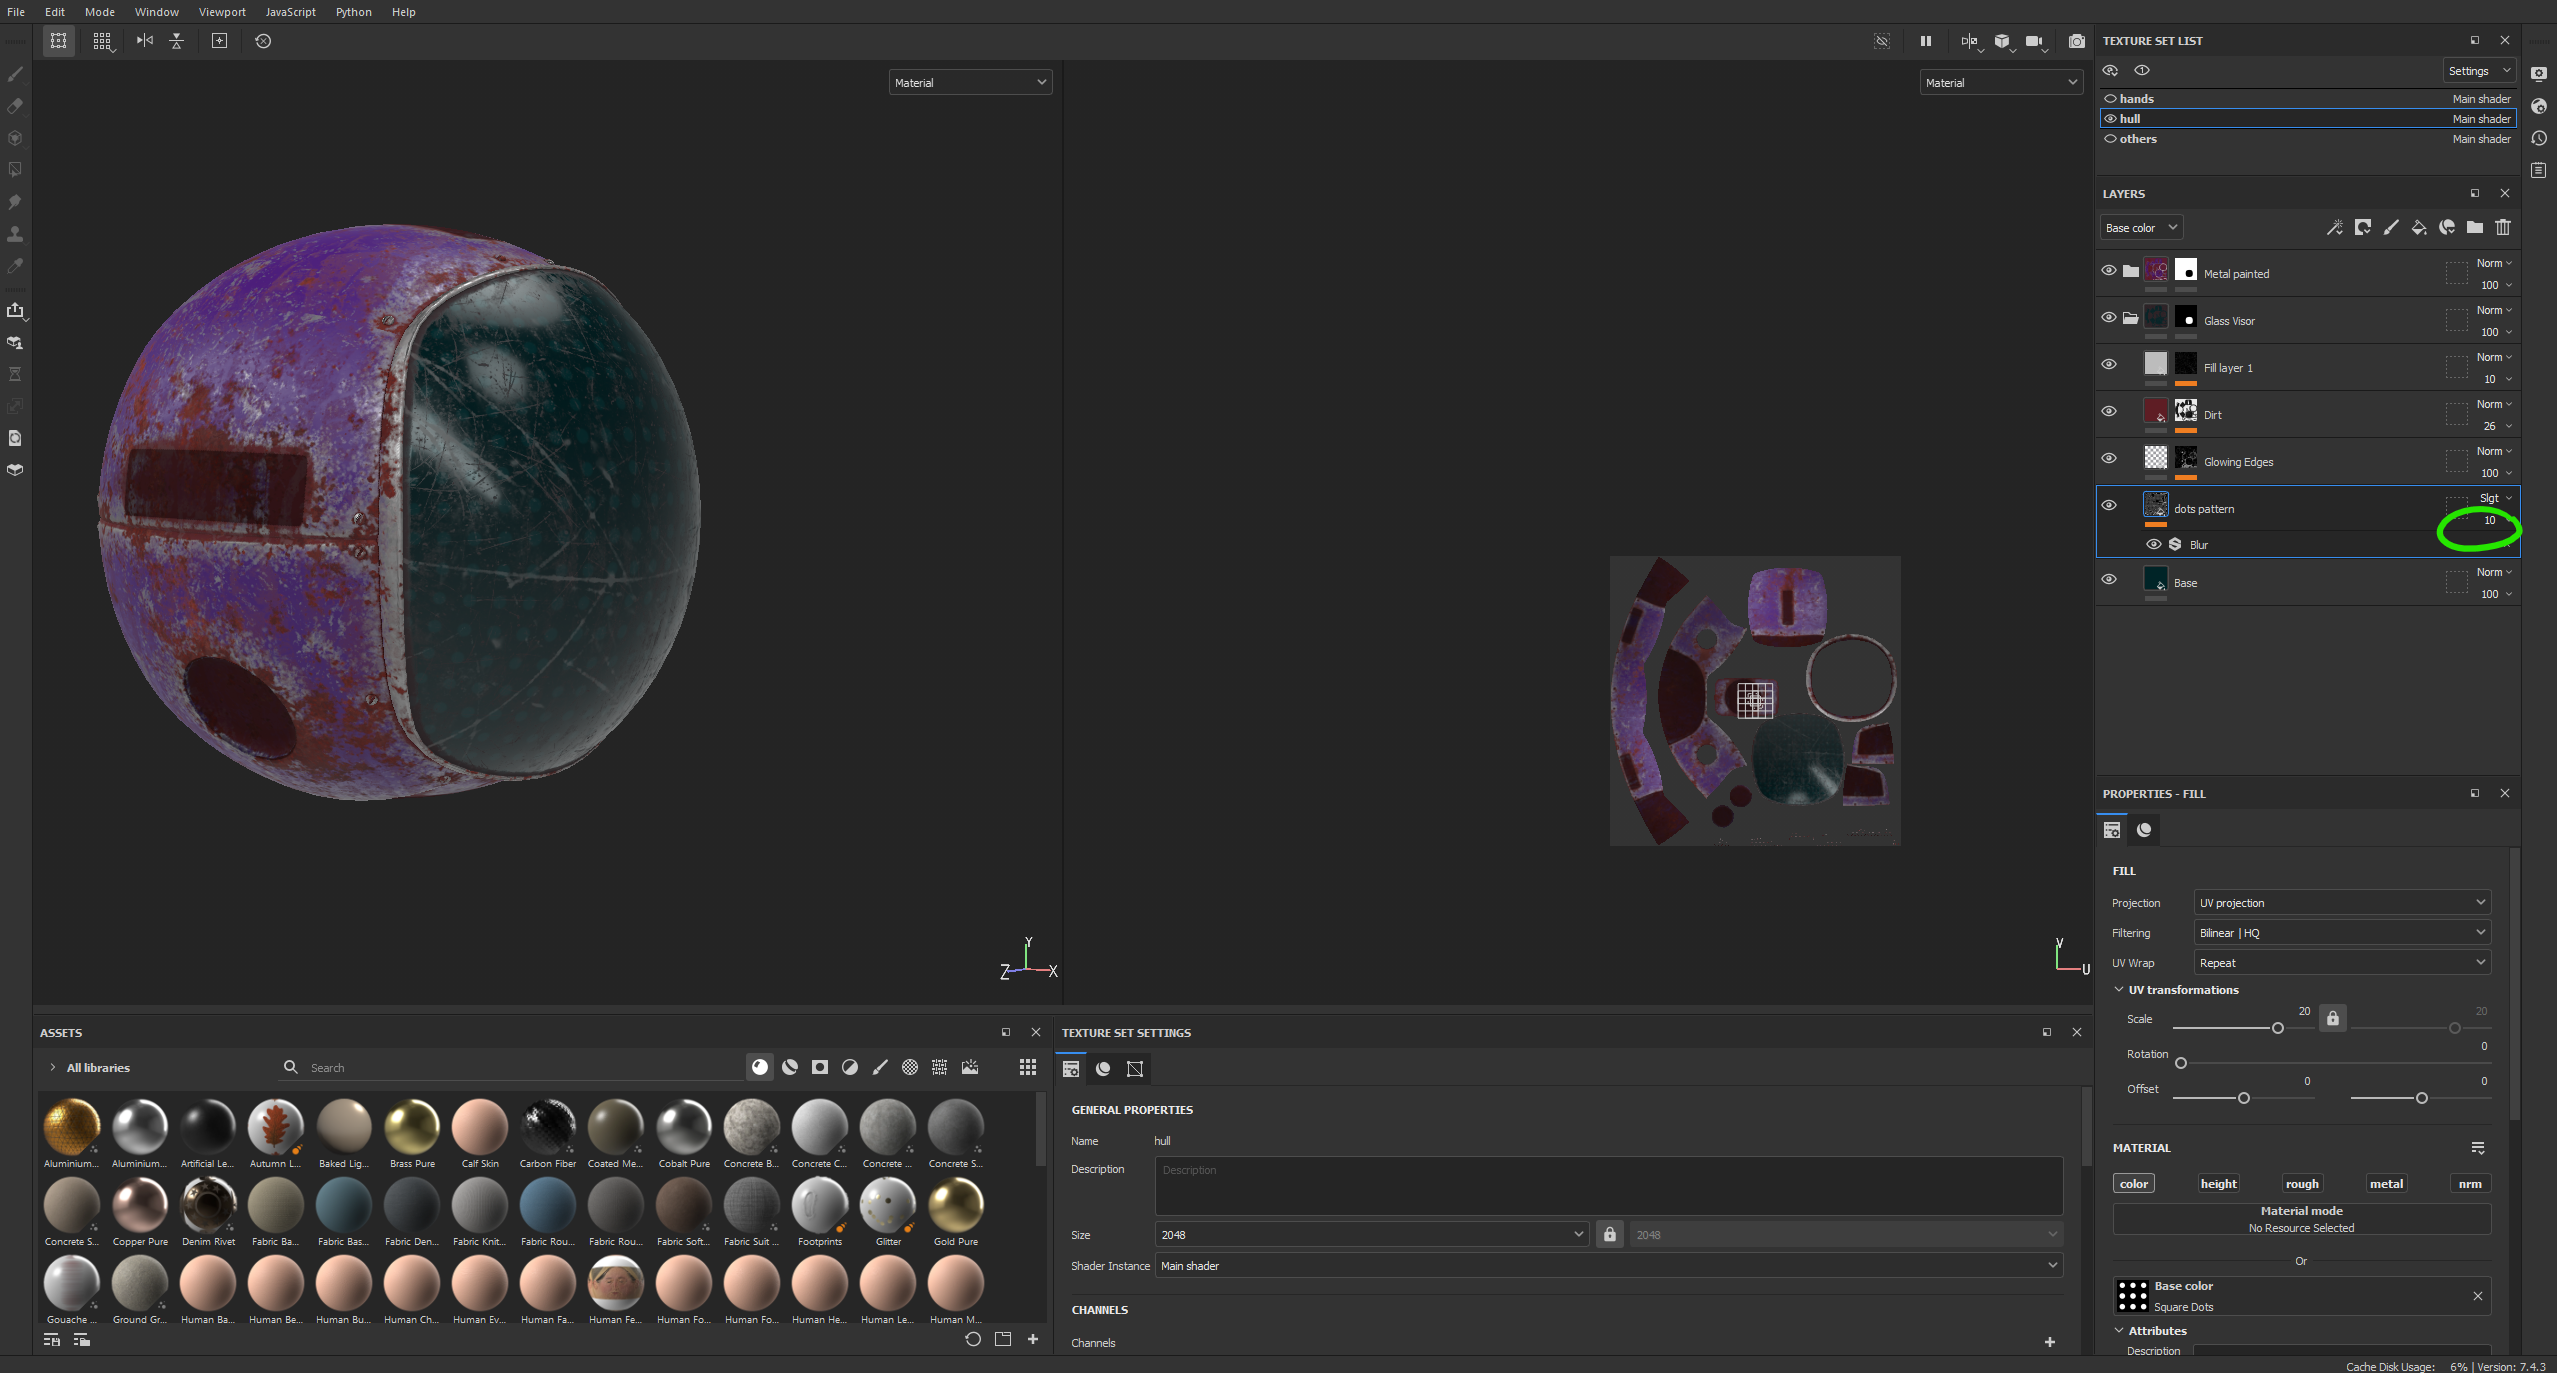 File Edit Mode Window Viewport JavaScript Python Help
Material
Material
Y
Z X
V
U
TEXTURE SET LIST
Settings
hands Main shader
hull Main shader
others Main shader
LAYERS
Base color
Metal painted Norm 100
Glass Visor Norm 100
Fill layer 1 Norm 10
Dirt Norm 26
Glowing Edges Norm 100
dots pattern Slgt 10
Blur
Base Norm 100
PROPERTIES - FILL
FILL
Projection UV projection
Filtering Bilinear | HQ
UV Wrap Repeat
UV transformations
Scale 20 20
Rotation 0
Offset 0 0
MATERIAL
color height rough metal nrm
Material mode
No Resource Selected
Or
Base color
Square Dots
Attributes
Description
ASSETS
All libraries Search
Aluminium... Aluminium... Artificial Le... Autumn L... Baked Lig... Brass Pure Calf Skin Carbon Fiber Coated Me... Cobalt Pure Concrete B... Concrete C... Concrete ... Concrete S...
Concrete S... Copper Pure Denim Rivet Fabric Ba... Fabric Bas... Fabric Den... Fabric Knit... Fabric Rou... Fabric Rou... Fabric Soft... Fabric Suit ... Footprints Glitter Gold Pure
Gouache ... Ground Gr... Human Ba... Human Be... Human Bu... Human Ch... Human Ev... Human Fa... Human Fe... Human Fo... Human Fo... Human He... Human Le... Human M...
TEXTURE SET SETTINGS
GENERAL PROPERTIES
Name hull
Description Description
Size 2048 2048
Shader Instance Main shader
CHANNELS
Channels
Cache Disk Usage: 6% | Version: 7.4.3